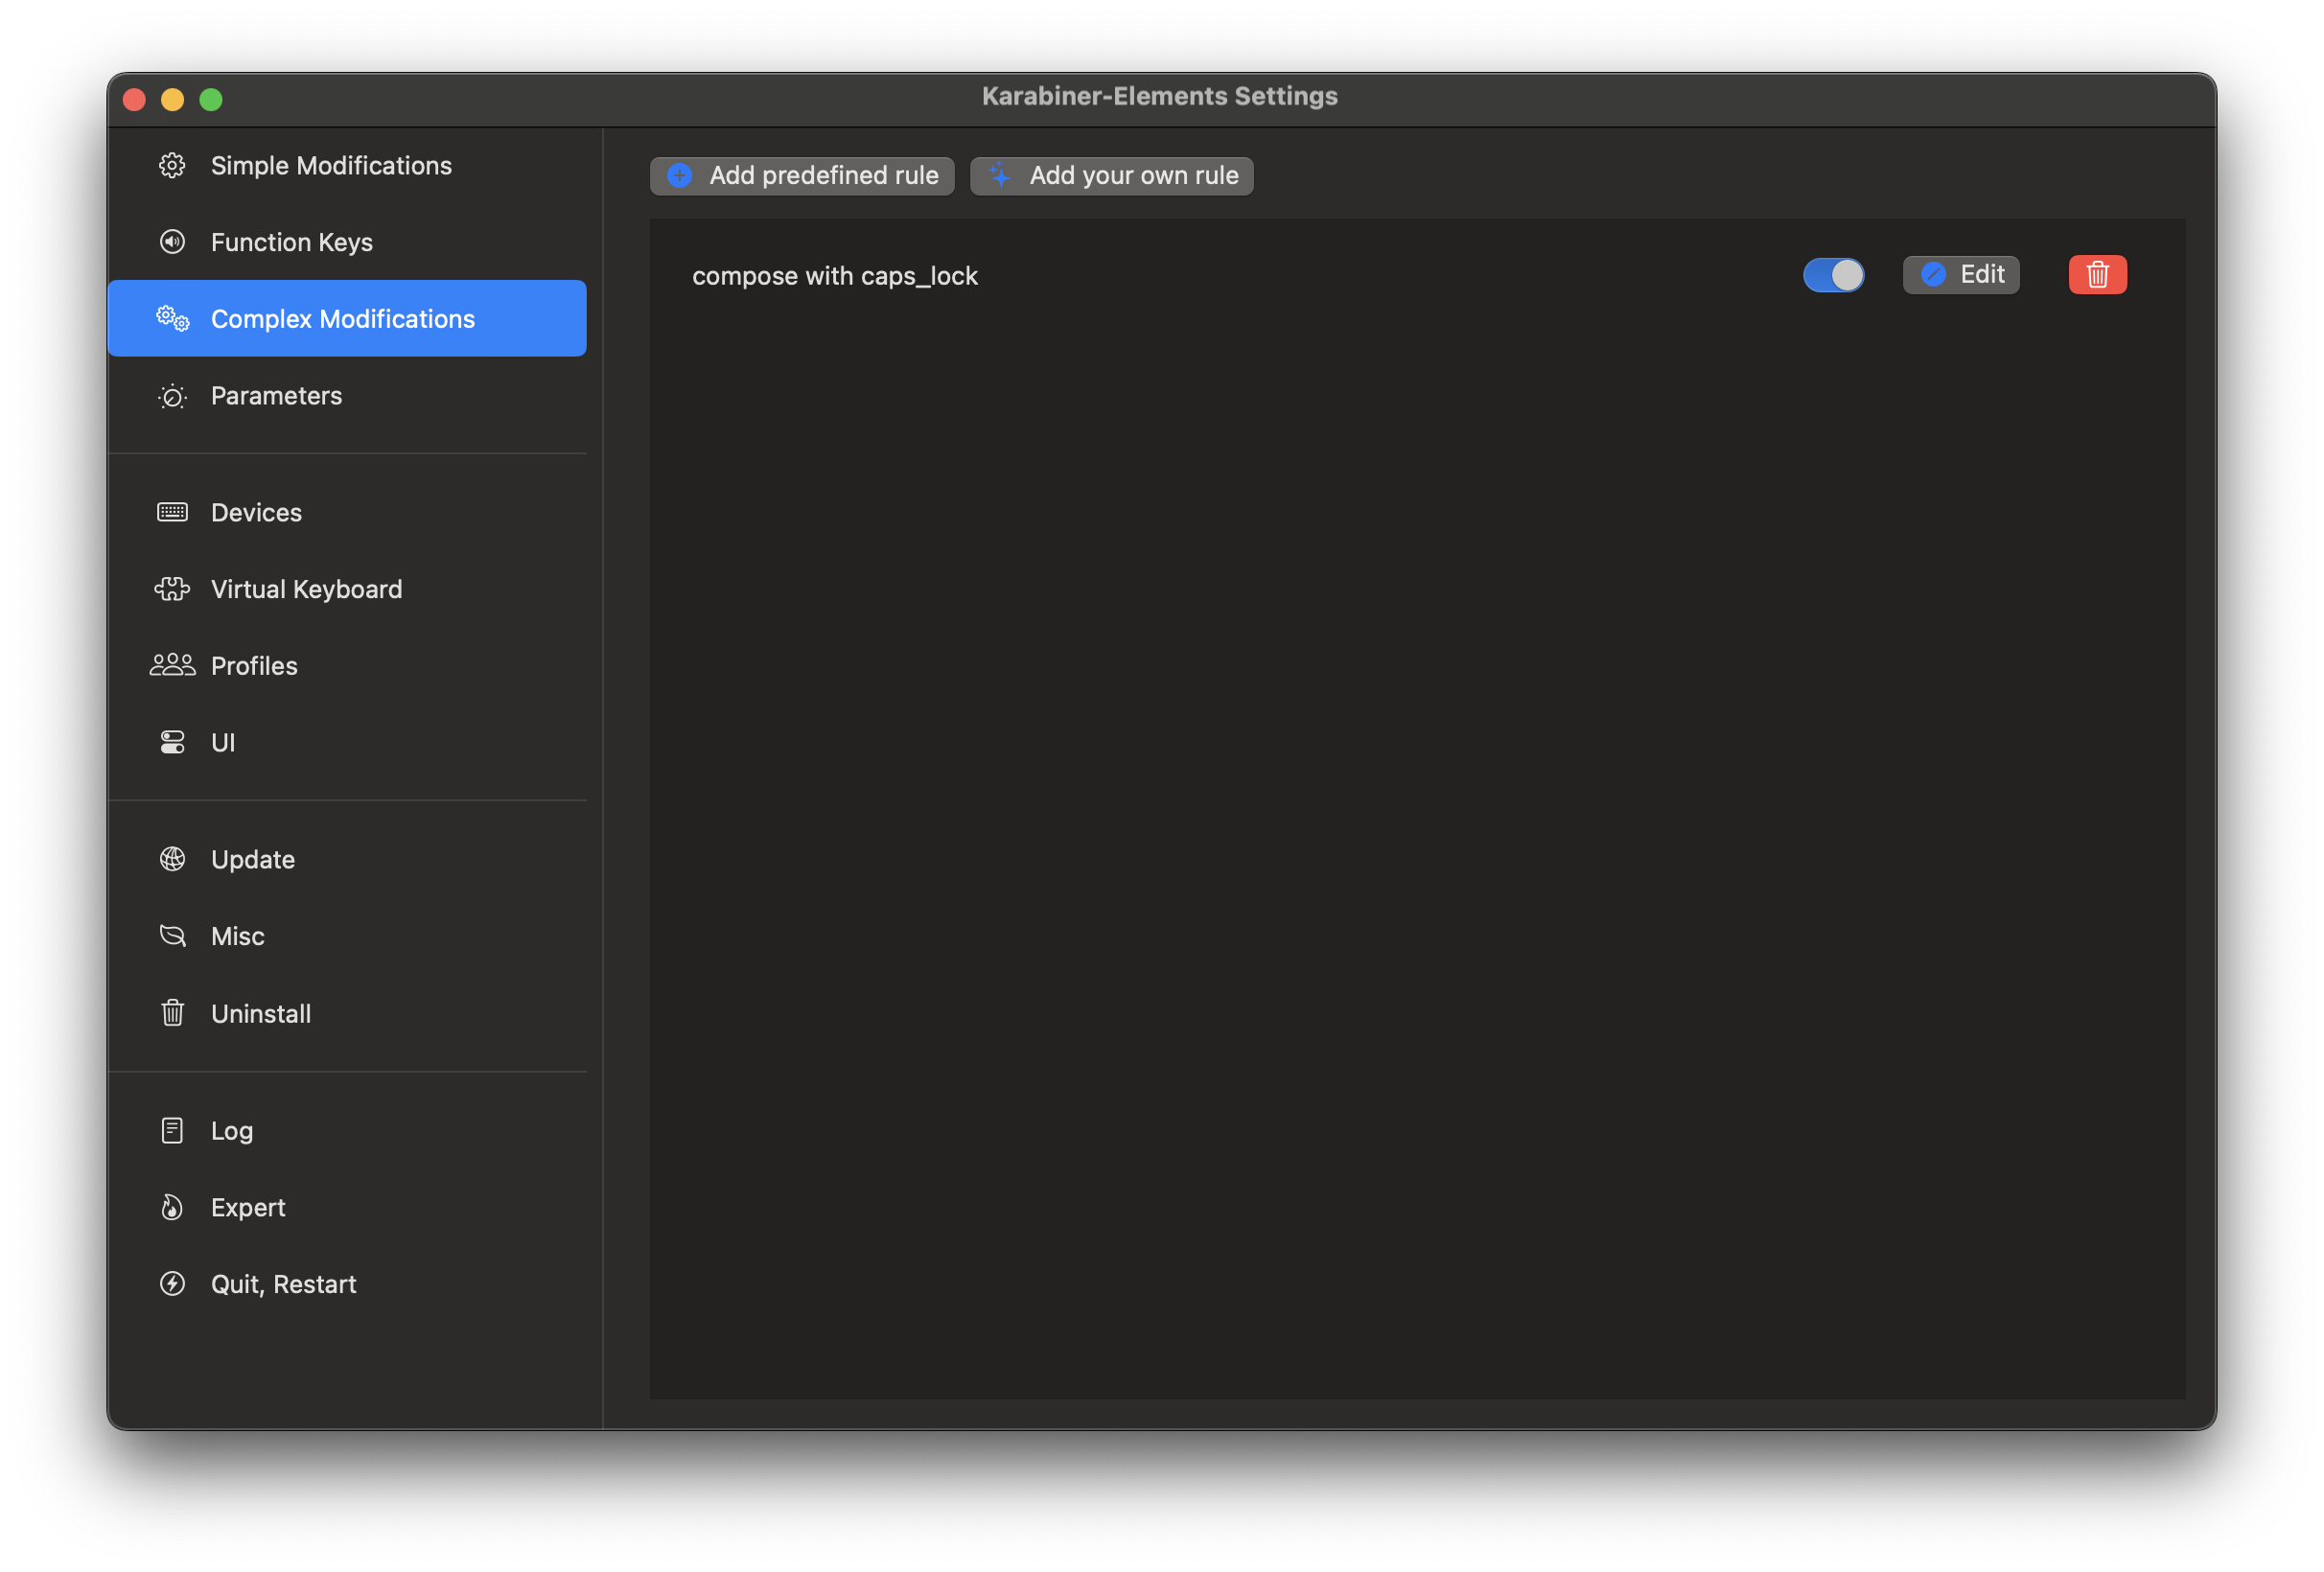 Karabiner-Elements Settings
Simple Modifications
Function Keys
Complex Modifications
Parameters
Devices
Virtual Keyboard
Profiles
UI
Update
Misc
Uninstall
Log
Expert
Quit, Restart
Add predefined rule
Add your own rule
compose with caps_lock
Edit